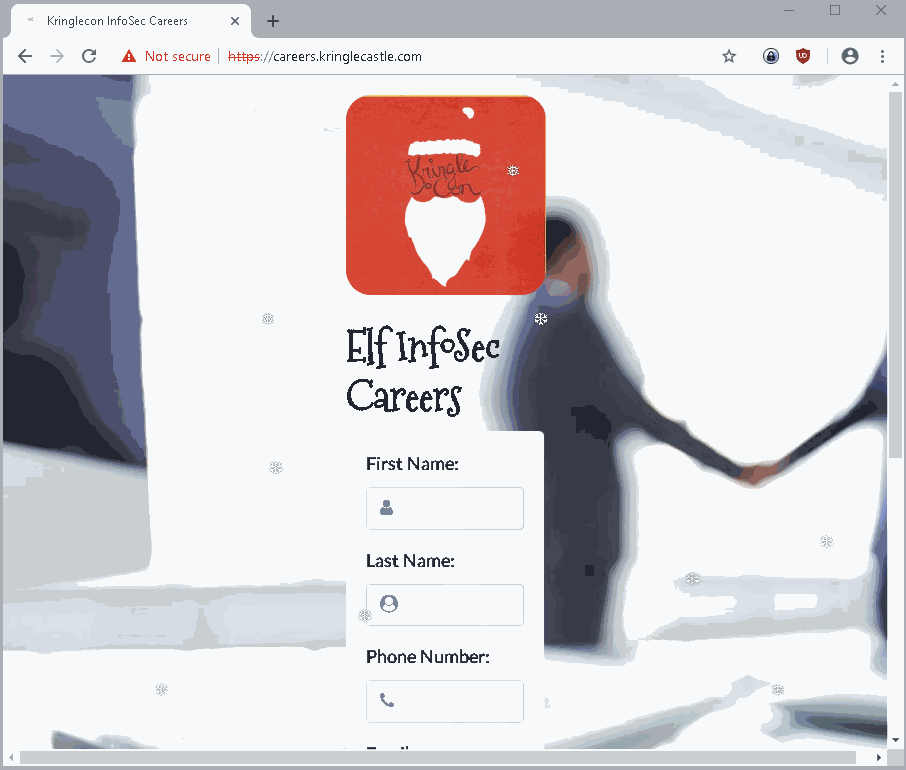 Kringlecon InfoSec Careers
Not secure
https://careers.kringlecastle.com
Kringle
Con
Elf InfoSec
Careers
First Name:
Last Name:
Phone Number: